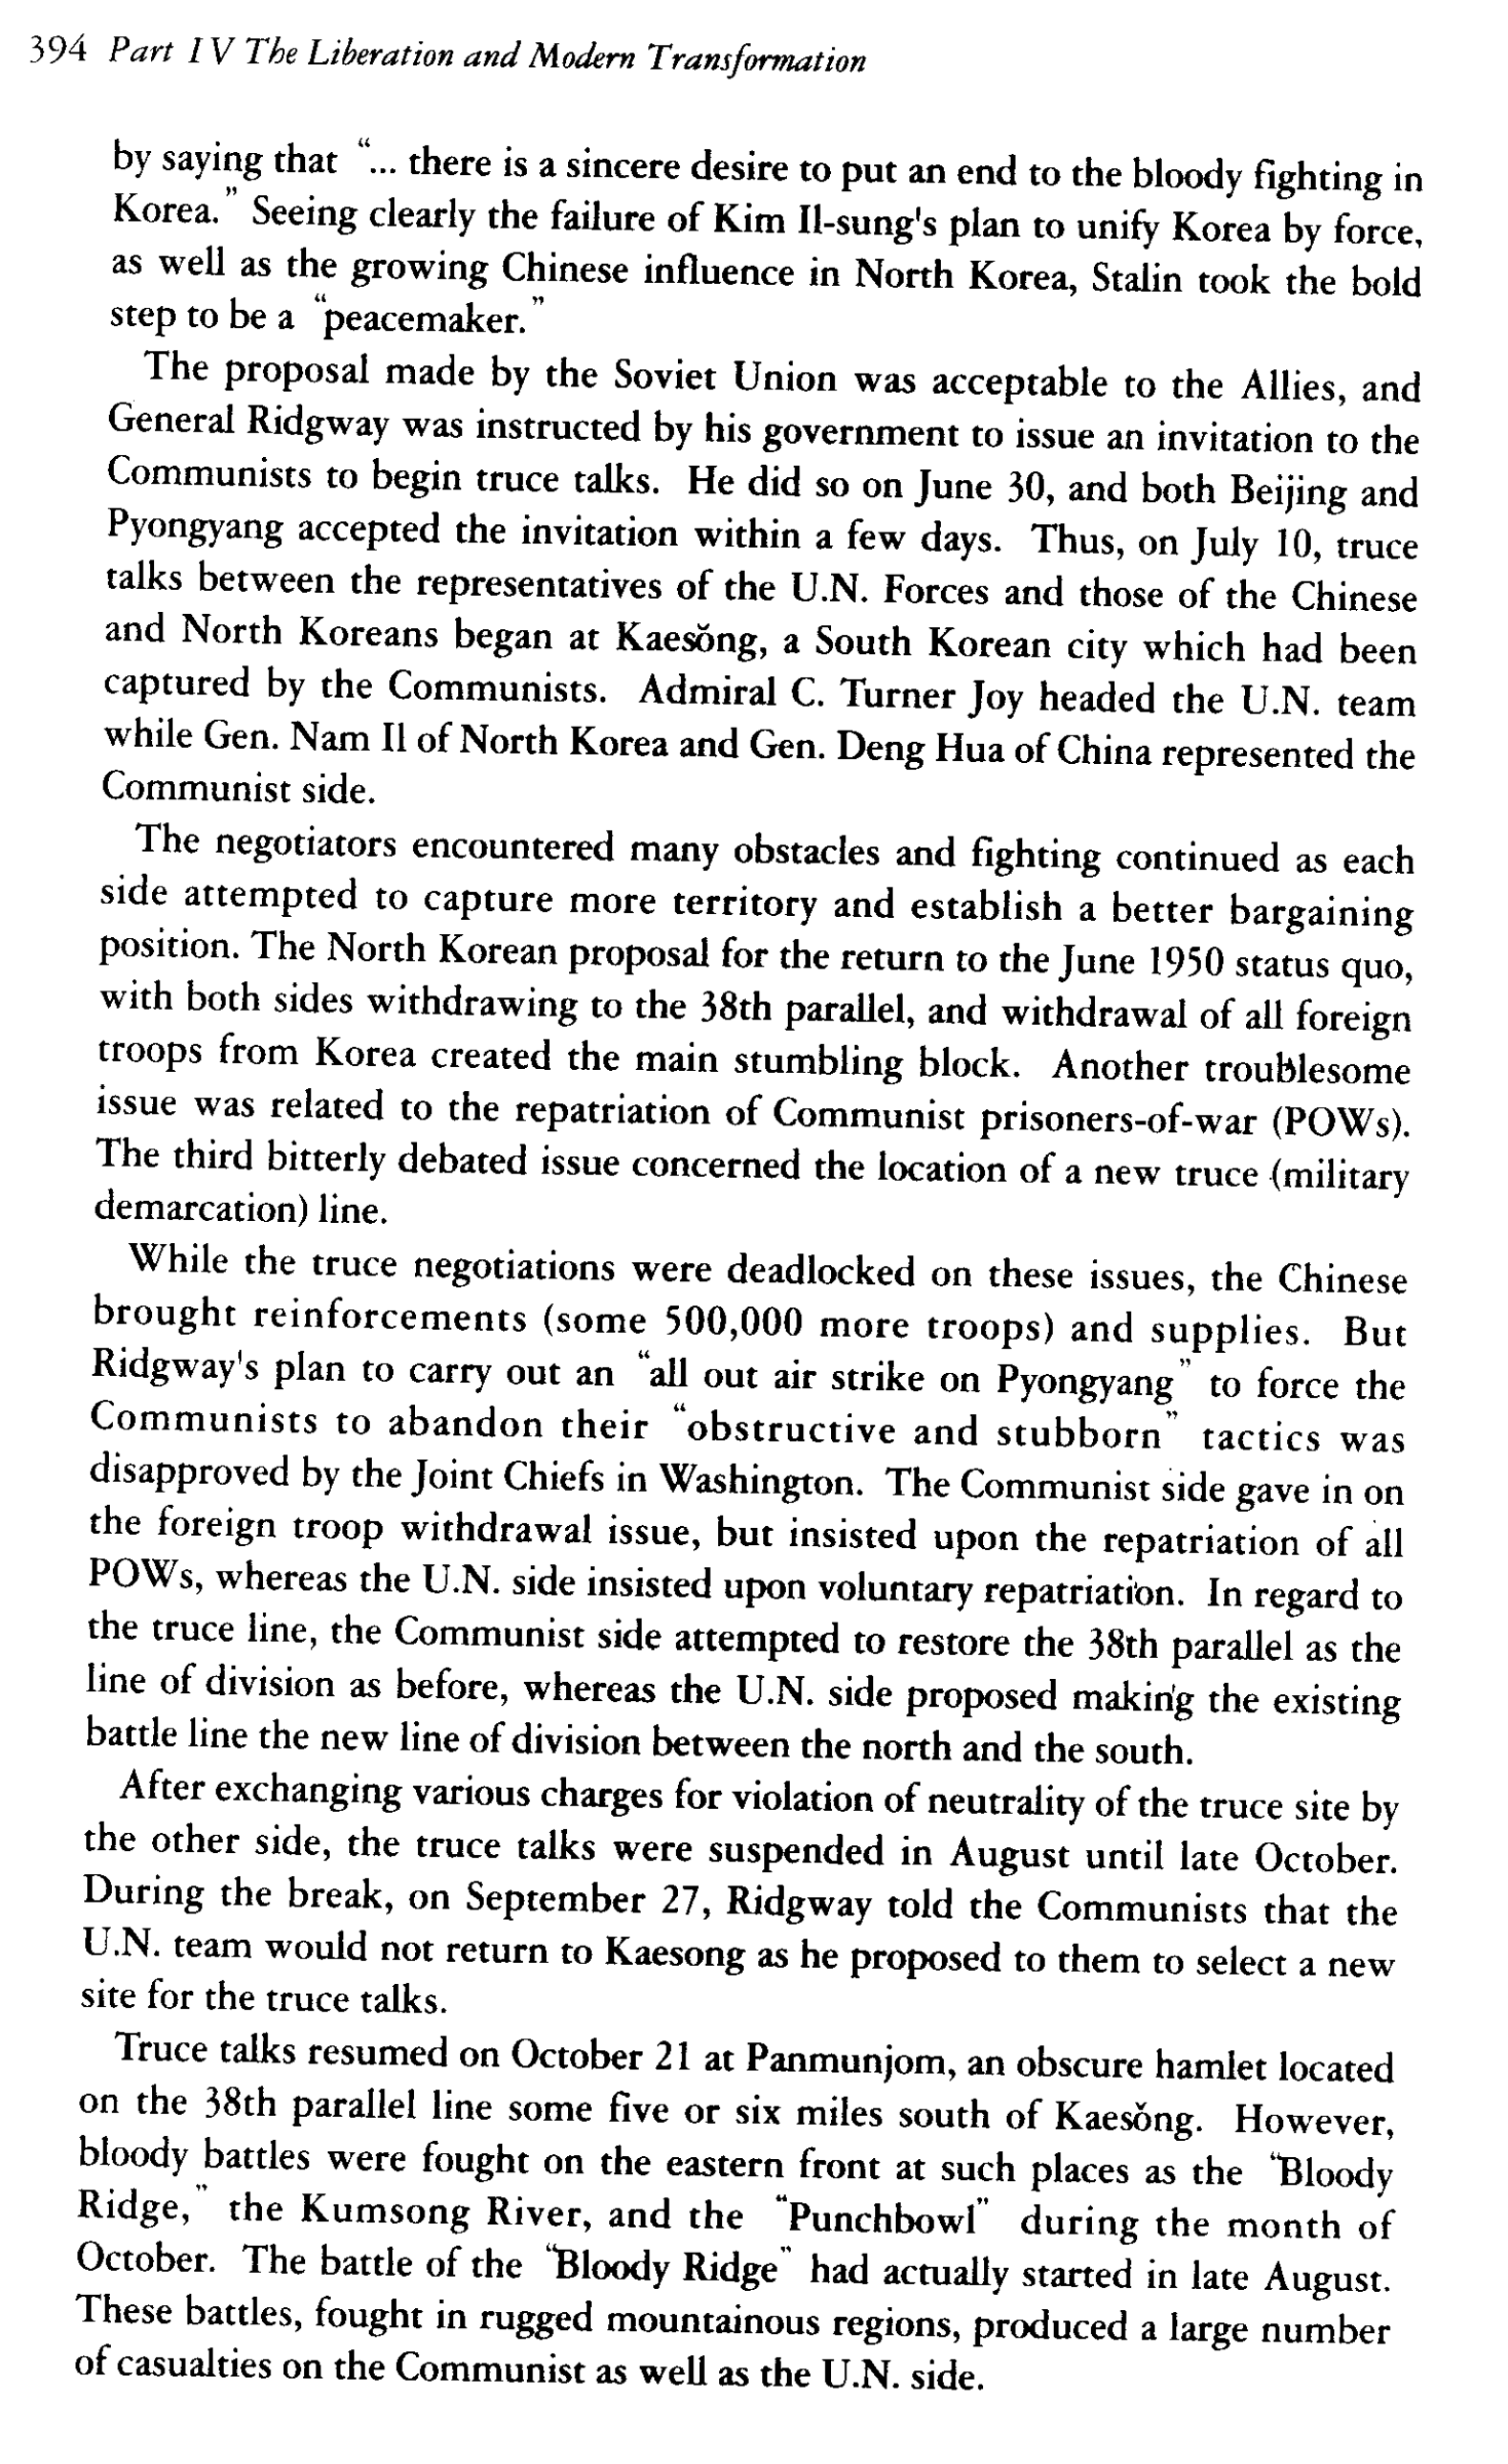 394 Part IV The Liberation and Modern Transformation
by saying that "... there is a sincere desire to put an end to the bloody fighting in
Korea." Seeing clearly the failure of Kim Il-sung's plan to unify Korea by force,
as well as the growing Chinese influence in North Korea, Stalin took the bold
step to be a "peacemaker."
The proposal made by the Soviet Union was acceptable to the Allies, and
General Ridgway was instructed by his government to issue an invitation to the
Communists to begin truce talks. He did so on June 30, and both Beijing and
Pyongyang accepted the invitation within a few days. Thus, on July 10, truce
talks between the representatives of the U.N. Forces and those of the Chinese
and North Koreans began at Kaesŏng, a South Korean city which had been
captured by the Communists. Admiral C. Turner Joy headed the U.N. team
while Gen. Nam Il of North Korea and Gen. Deng Hua of China represented the
Communist side.
The negotiators encountered many obstacles and fighting continued as each
side attempted to capture more territory and establish a better bargaining
position. The North Korean proposal for the return to the June 1950 status quo,
with both sides withdrawing to the 38th parallel, and withdrawal of all foreign
troops from Korea created the main stumbling block. Another troublesome
issue was related to the repatriation of Communist prisoners-of-war (POWs).
The third bitterly debated issue concerned the location of a new truce (military
demarcation) line.
While the truce negotiations were deadlocked on these issues, the Chinese
brought reinforcements (some 500,000 more troops) and supplies. But
Ridgway's plan to carry out an "all out air strike on Pyongyang" to force the
Communists to abandon their "obstructive and stubborn" tactics was
disapproved by the Joint Chiefs in Washington. The Communist side gave in on
the foreign troop withdrawal issue, but insisted upon the repatriation of all
POWs, whereas the U.N. side insisted upon voluntary repatriation. In regard to
the truce line, the Communist side attempted to restore the 38th parallel as the
line of division as before, whereas the U.N. side proposed making the existing
battle line the new line of division between the north and the south.
After exchanging various charges for violation of neutrality of the truce site by
the other side, the truce talks were suspended in August until late October.
During the break, on September 27, Ridgway told the Communists that the
U.N. team would not return to Kaesong as he proposed to them to select a new
site for the truce talks.
Truce talks resumed on October 21 at Panmunjom, an obscure hamlet located
on the 38th parallel line some five or six miles south of Kaesŏng. However,
bloody battles were fought on the eastern front at such places as the "Bloody
Ridge," the Kumsong River, and the "Punchbowl" during the month of
October. The battle of the "Bloody Ridge" had actually started in late August.
These battles, fought in rugged mountainous regions, produced a large number
of casualties on the Communist as well as the U.N. side.